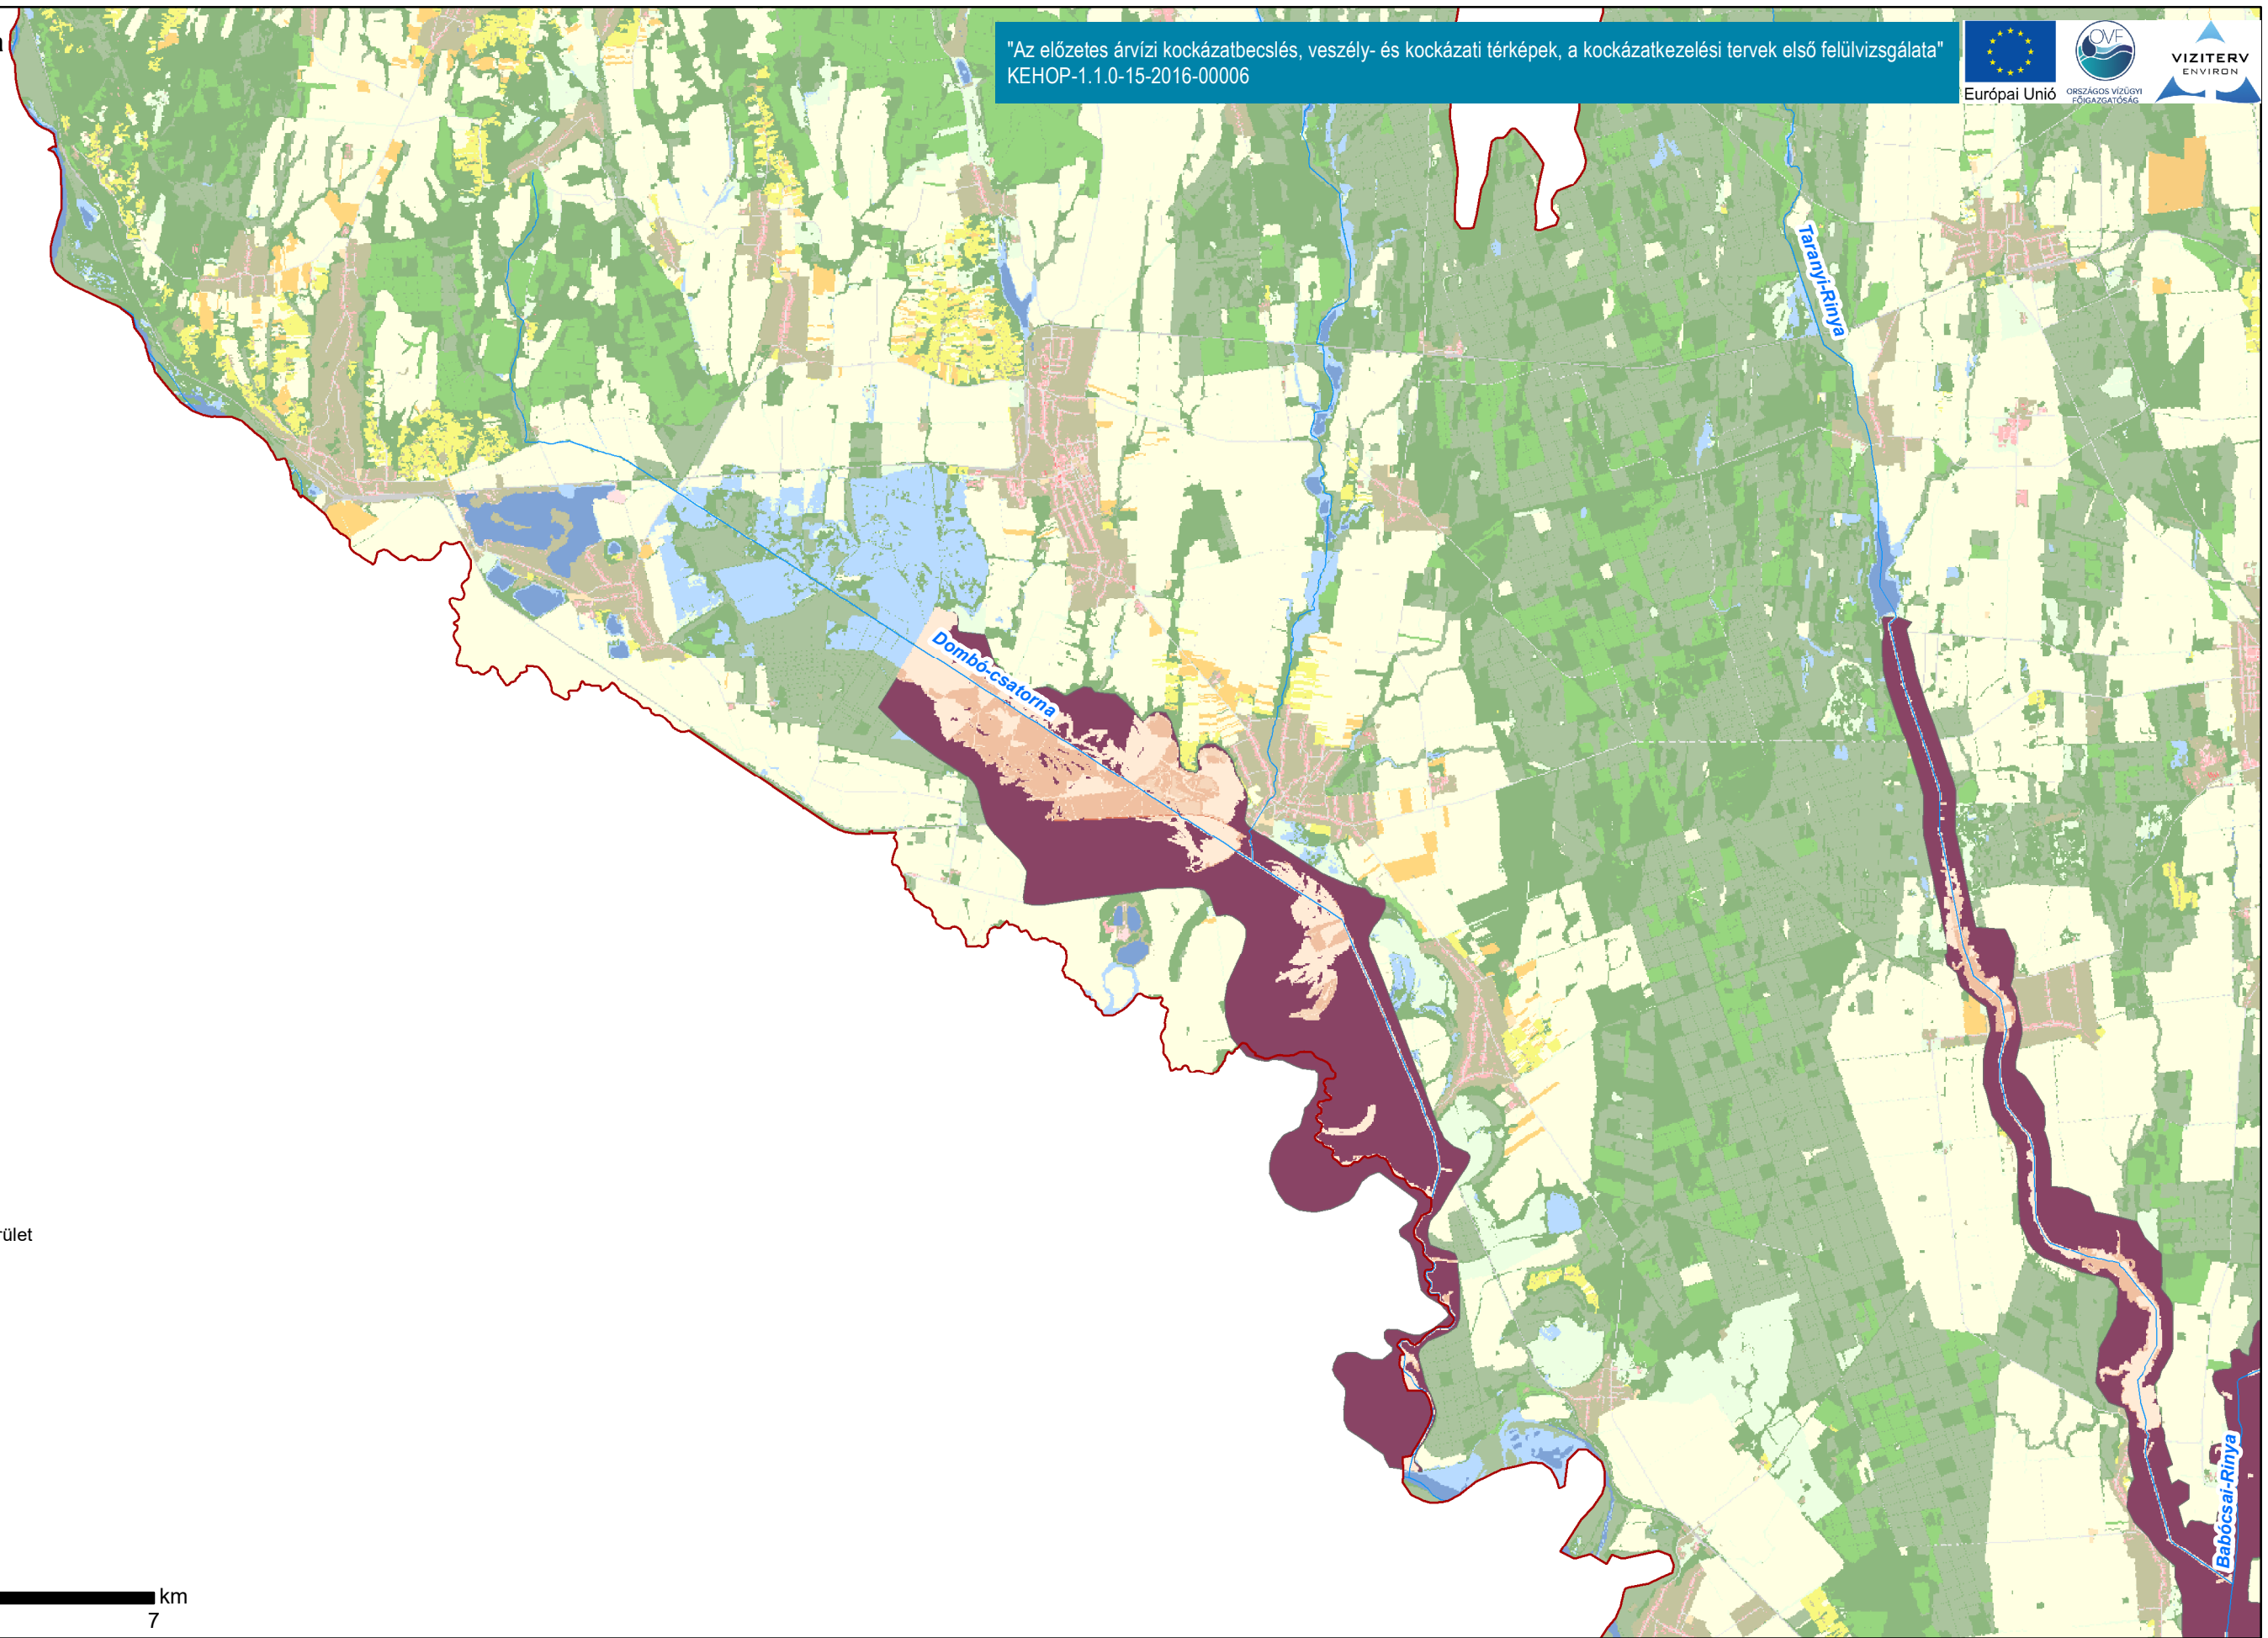 "Az előzetes árvízi kockázatbecslés, veszély- és kockázati térképek, a kockázatkezelési tervek első felülvizsgálata"
KEHOP-1.1.0-15-2016-00006
Európai Unió
OVF
ORSZÁGOS VÍZÜGYI
FŐIGAZGATÓSÁG
VIZITERV
ENVIRON
Taranyi-Rinya
Dombó-csatorna
rület
Babócsai-Rinya
km
7